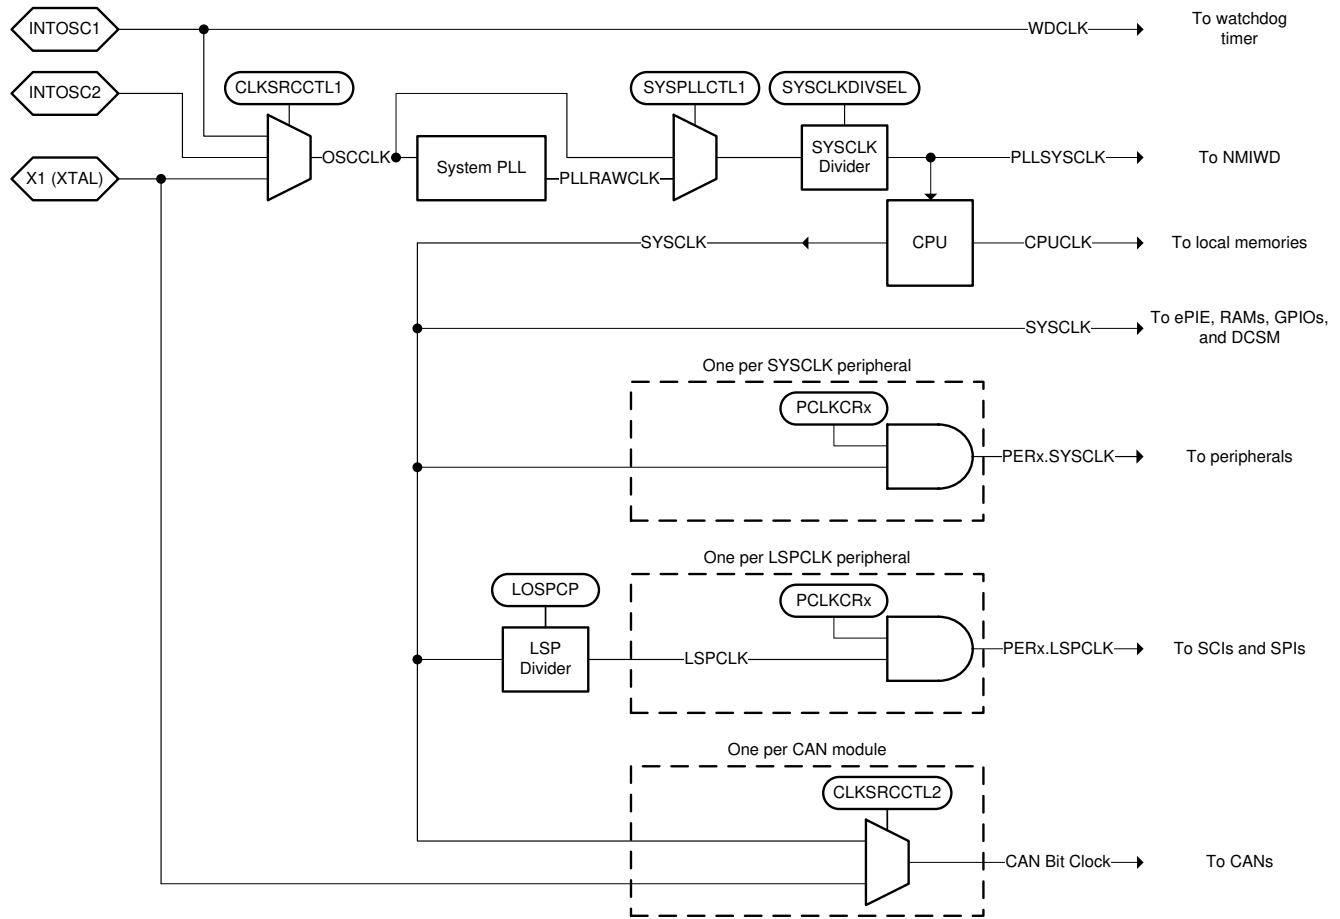 INTOSC1
WDCLK
To watchdog
timer
INTOSC2
CLKSRCCTL1
SYSPLLCTL1
SYSCLKDIVSEL
X1 (XTAL)
OSCCLK
System PLL
PLLRAWCLK
SYSCLK
Divider
PLLSYSCLK
To NMIWD
SYSCLK
CPU
CPUCLK
To local memories
SYSCLK
To ePIE, RAMs, GPIOs,
and DCSM
One per SYSCLK peripheral
PCLKCRx
PERx.SYSCLK
To peripherals
One per LSPCLK peripheral
LOSPCP
PCLKCRx
LSP
Divider
LSPCLK
PERx.LSPCLK
To SCIs and SPIs
One per CAN module
CLKSRCCTL2
CAN Bit Clock
To CANs